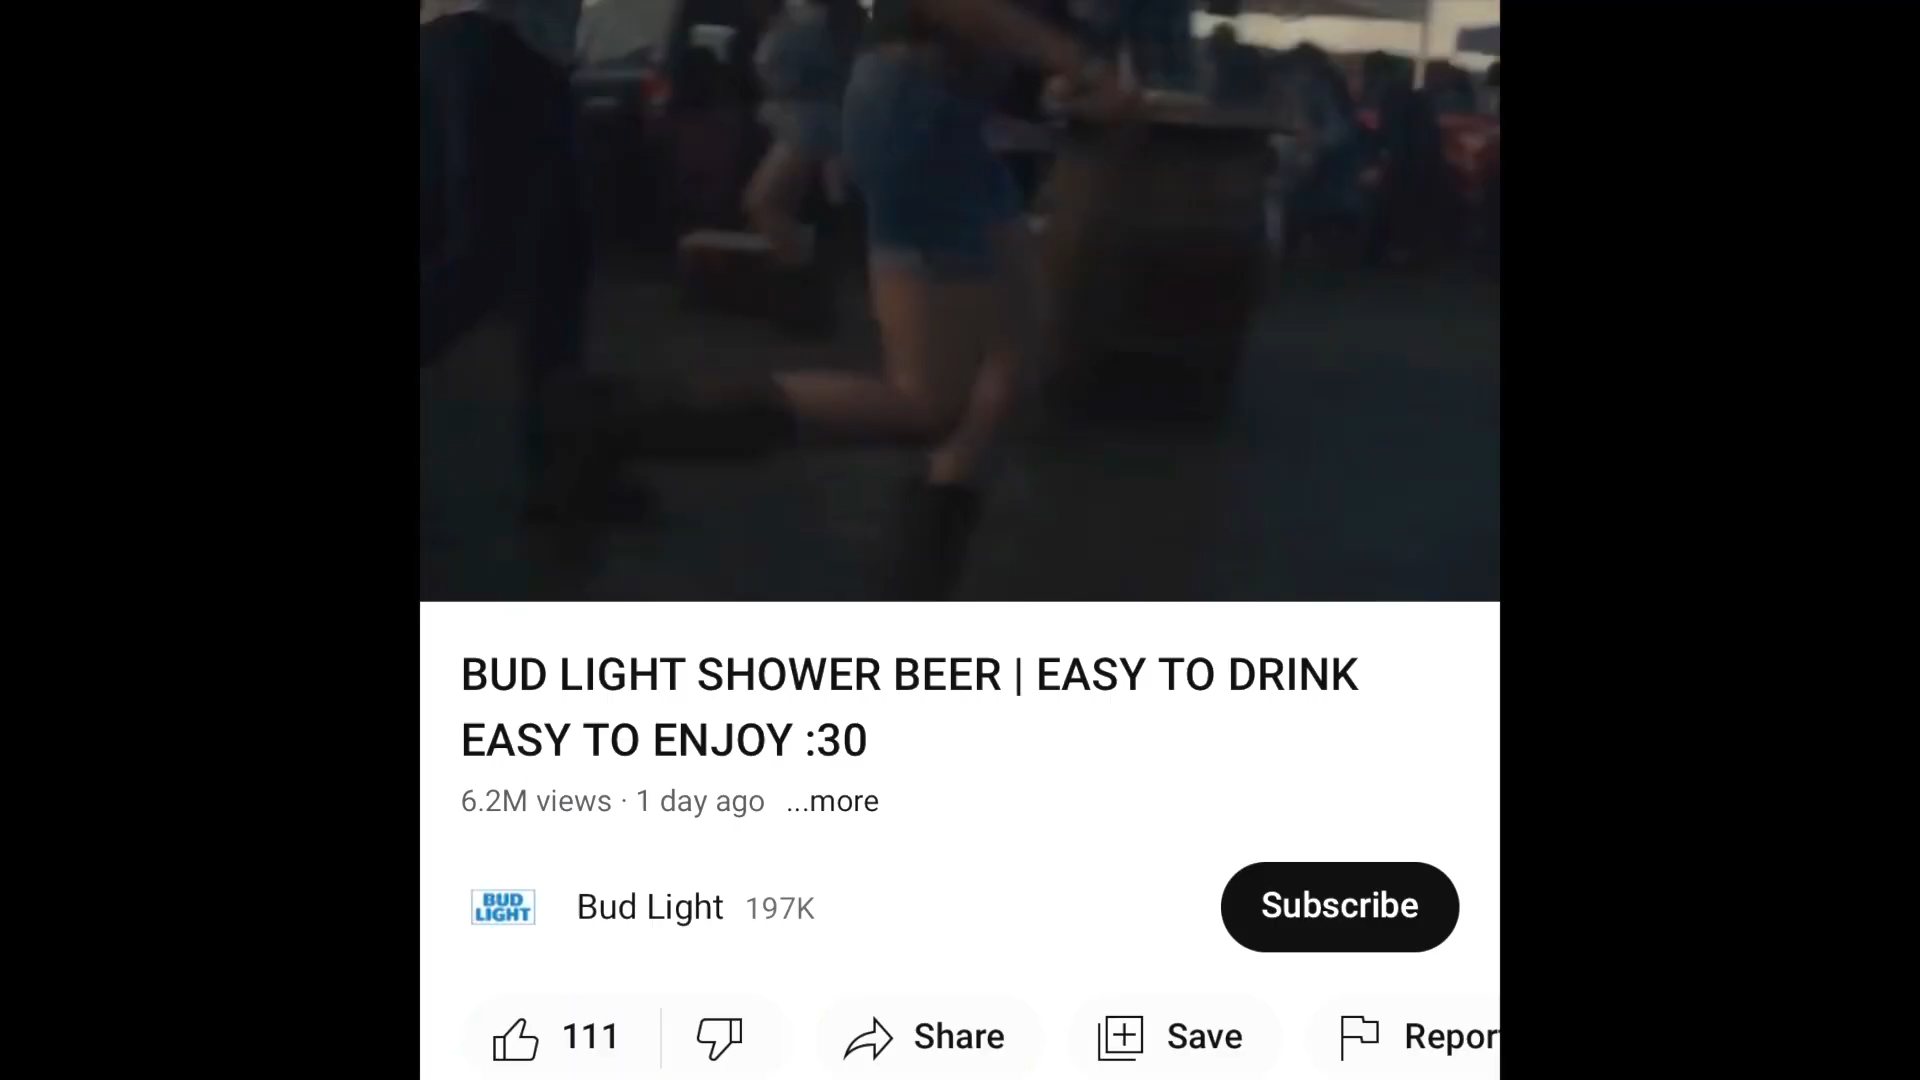 BUD LIGHT SHOWER BEER | EASY TO DRINK
EASY TO ENJOY :30
6.2M views · 1 day ago ...more
BUD
LIGHT
Bud Light 197K
Subscribe
111
Share
Save
Repor